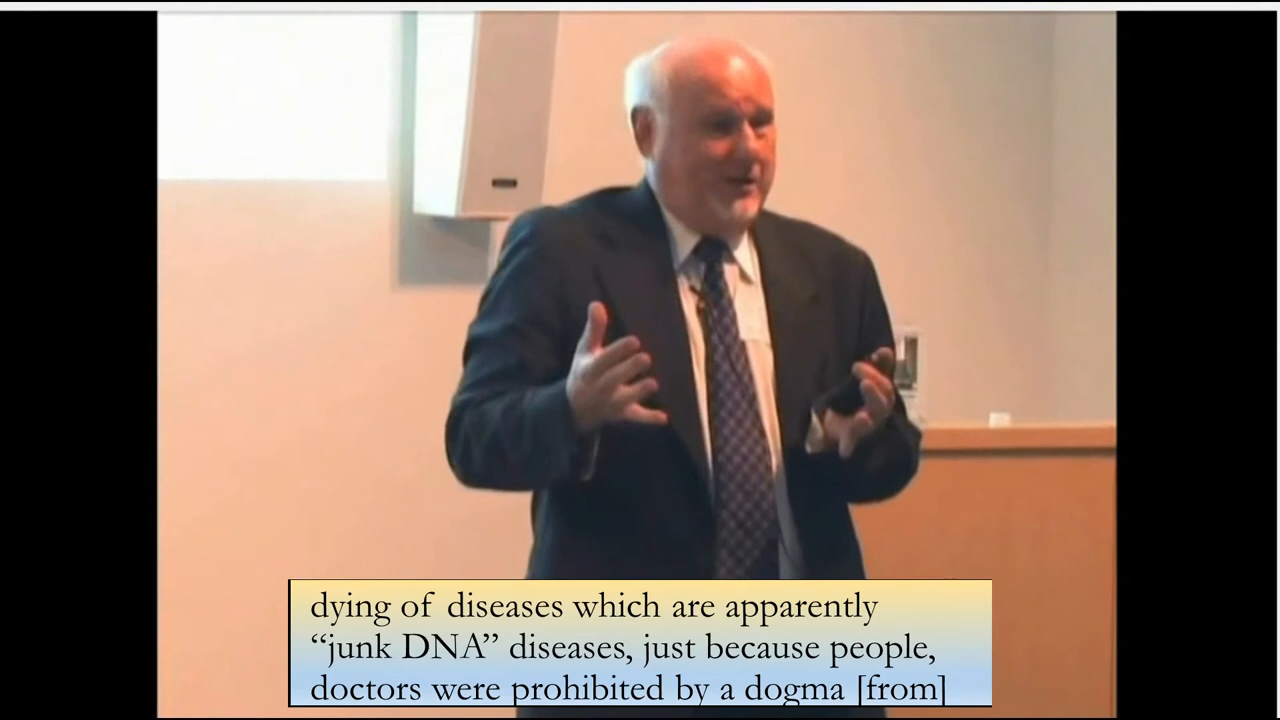 dying of diseases which are apparently
“junk DNA” diseases, just because people,
doctors were prohibited by a dogma [from]